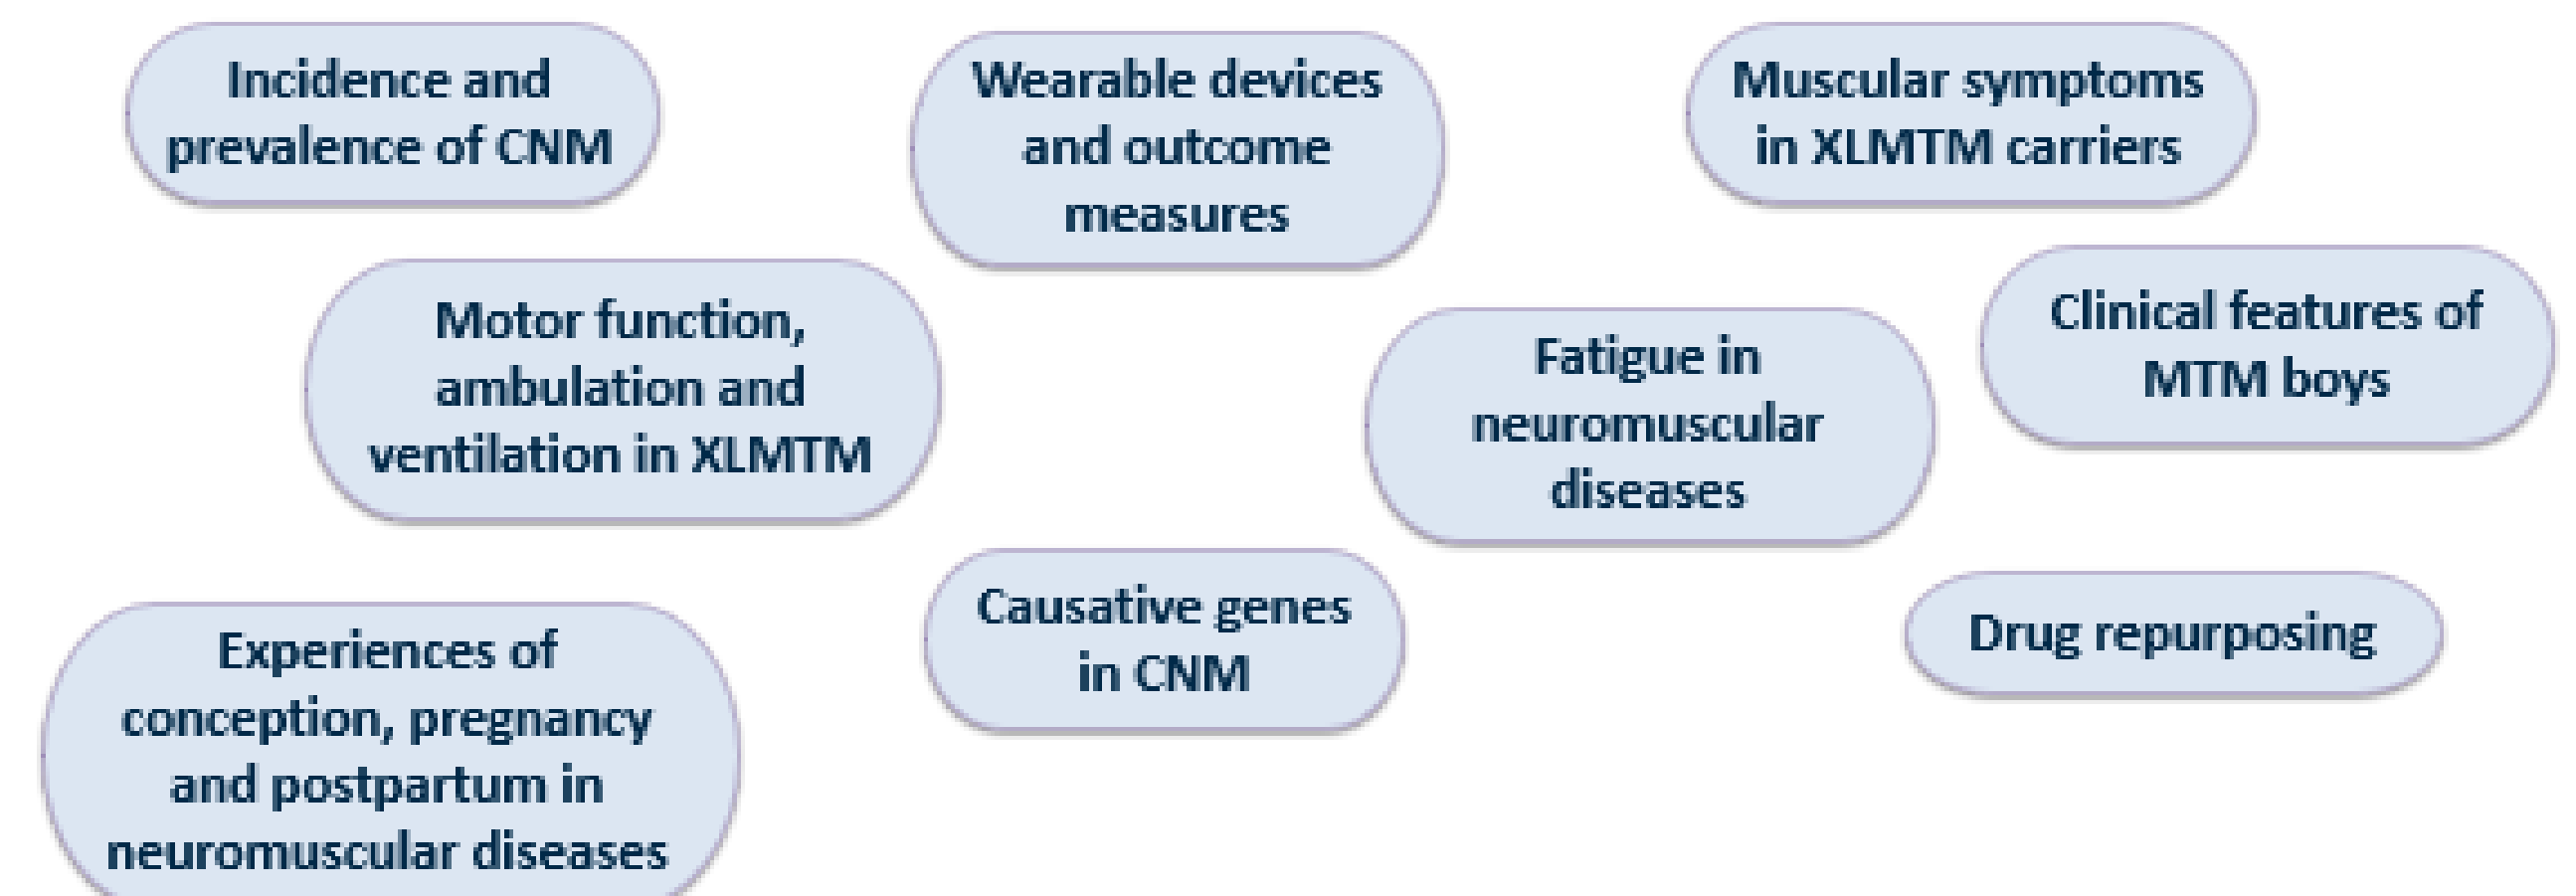 Incidence and
prevalence of CNM
Wearable devices
and outcome
measures
Muscular symptoms
in XLMTM carriers
Motor function,
ambulation and
ventilation in XLMTM
Fatigue in
neuromuscular
diseases
Clinical features of
MTM boys
Experiences of
conception, pregnancy
and postpartum in
neuromuscular diseases
Causative genes
in CNM
Drug repurposing